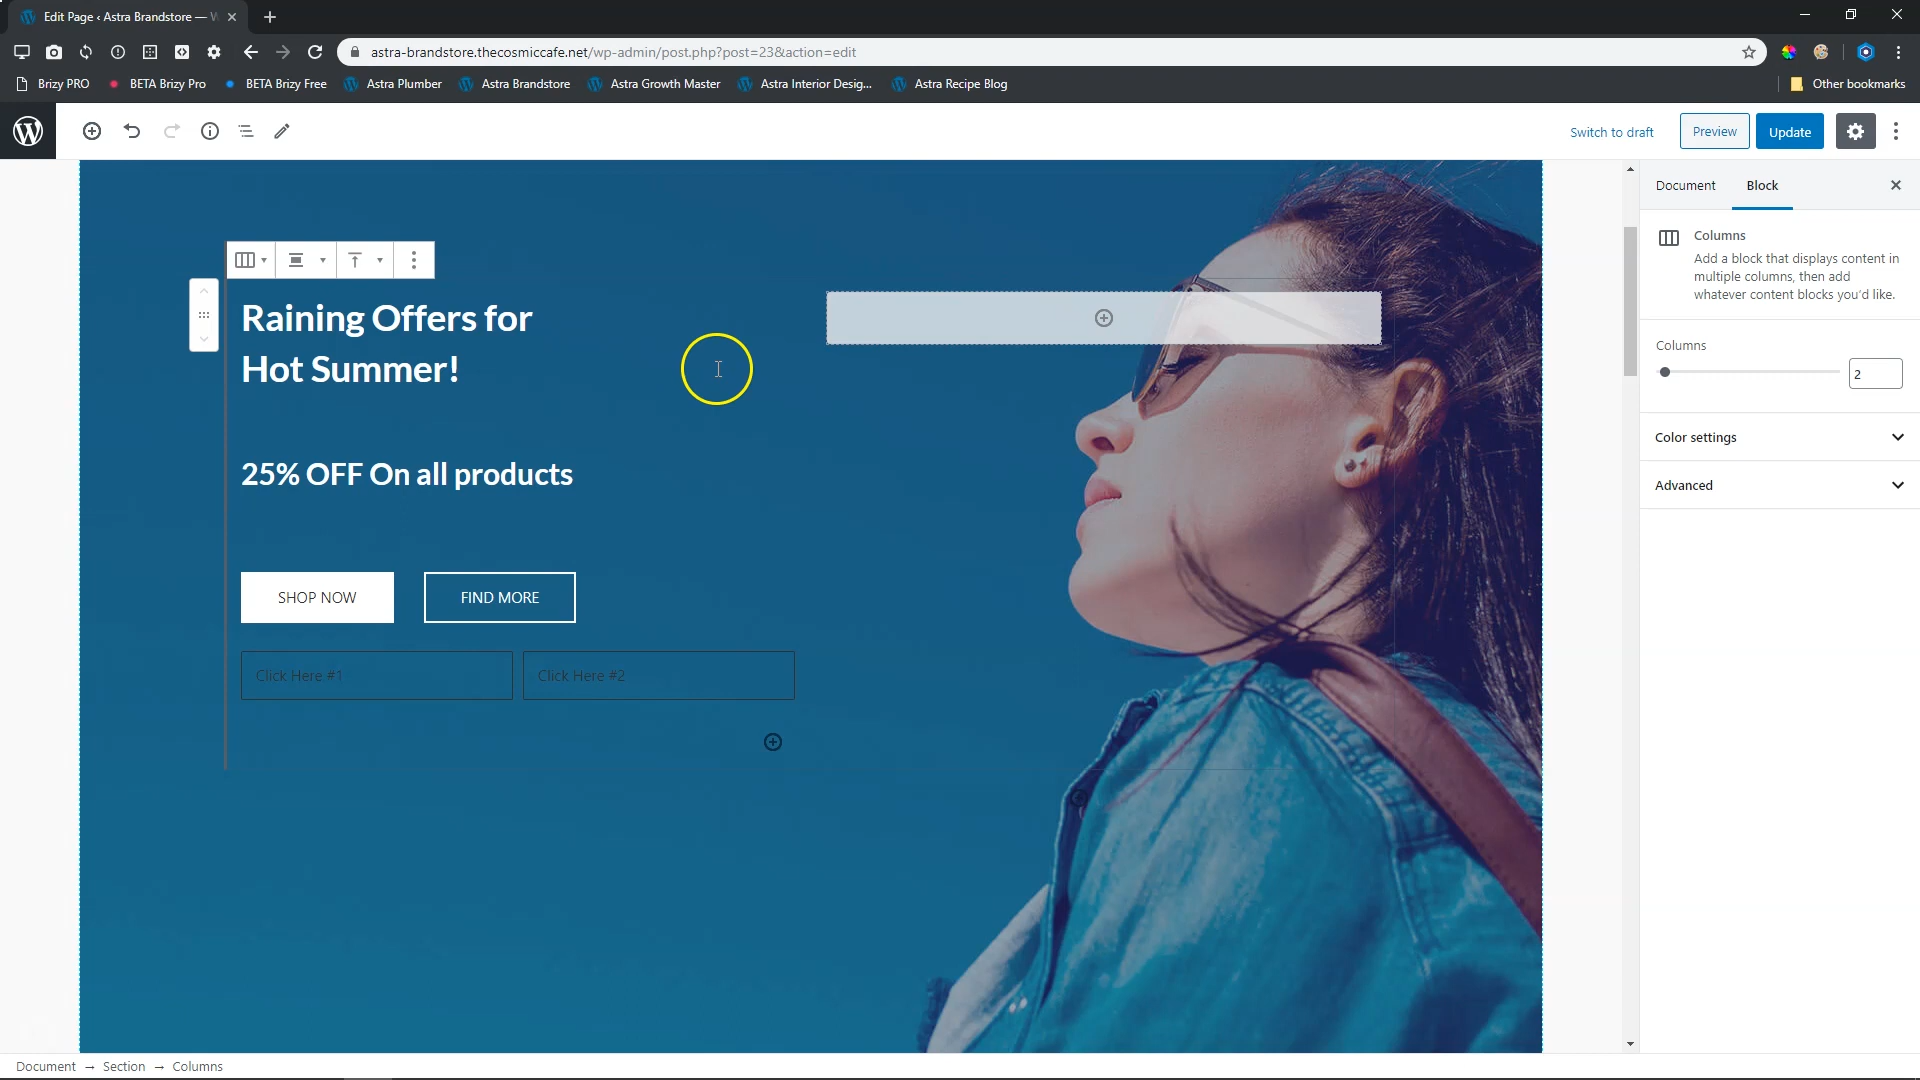 Edit Page ‹ Astra Brandstore —
astra-brandstore.thecosmiccafe.net/wp-admin/post.php?post=23&action=edit
Brizy PRO
BETA Brizy Pro
BETA Brizy Free
Astra Plumber
Astra Brandstore
Astra Growth Master
Astra Interior Desig...
Astra Recipe Blog
Other bookmarks
Switch to draft
Preview
Update
Document
Block
Columns
Add a block that displays content in
multiple columns, then add
whatever content blocks you'd like.
Columns
2
Color settings
Advanced
Raining Offers for
Hot Summer!
25% OFF On all products
SHOP NOW
FIND MORE
Click Here #1
Click Here #2
Document → Section → Columns